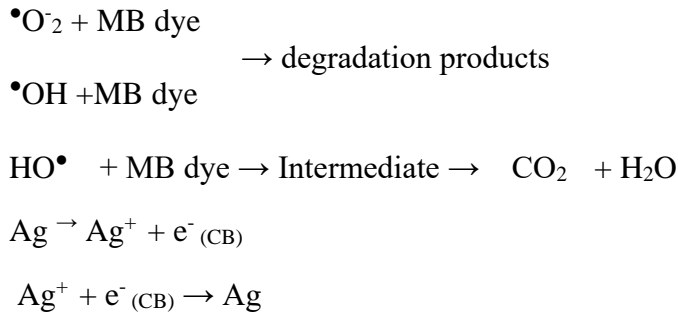 •O⁻₂ + MB dye
→ degradation products
•OH +MB dye
HO• + MB dye → Intermediate → CO₂ + H₂O
Ag → Ag⁺ + e⁻ (CB)
Ag⁺ + e⁻ (CB) → Ag